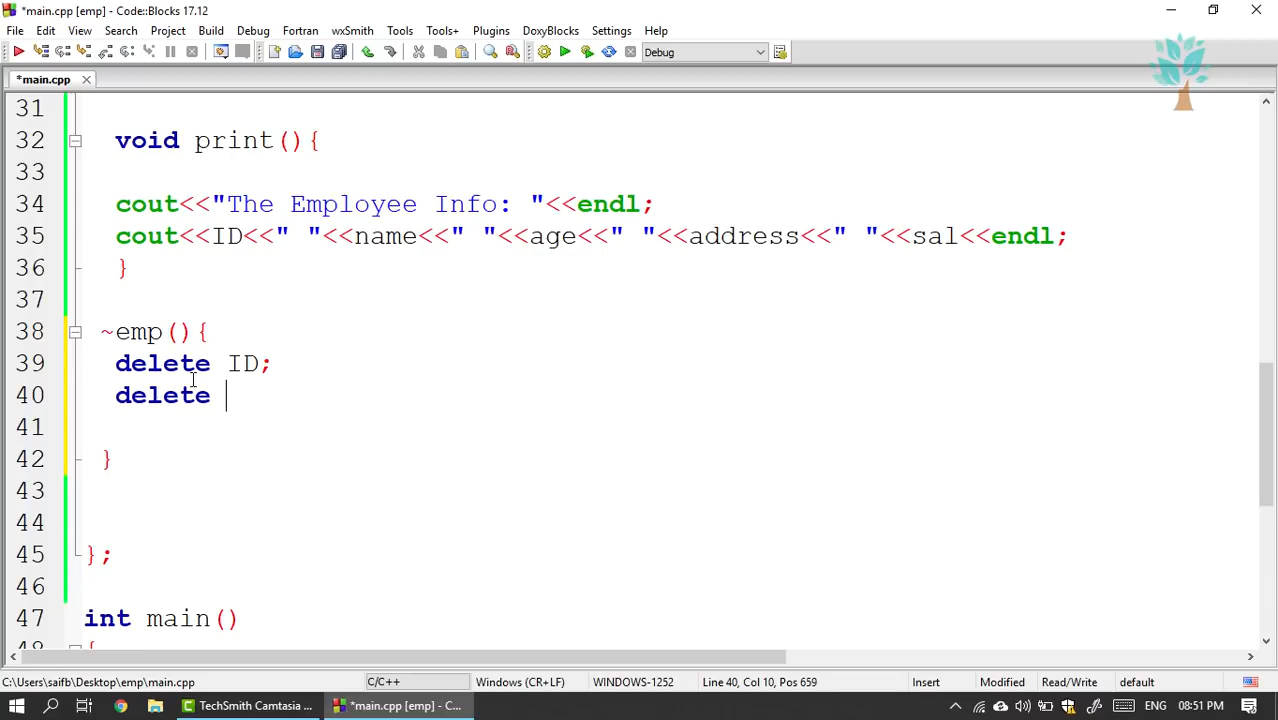 *main.cpp [emp] - Code::Blocks 17.12
File Edit View Search Project Build Debug Fortran wxSmith Tools Tools+ Plugins DoxyBlocks Settings Help
Debug
*main.cpp
31
32 void print(){
33
34 cout<<"The Employee Info: "<<endl;
35 cout<<ID<<" "<<name<<" "<<age<<" "<<address<<" "<<sal<<endl;
36 }
37
38 ~emp(){
39 delete ID;
40 delete
41
42 }
43
44
45 };
46
47 int main()
48 {
C:\Users\saifb\Desktop\emp\main.cpp C/C++ Windows (CR+LF) WINDOWS-1252 Line 40, Col 10, Pos 659 Insert Modified Read/Write default
TechSmith Camtasia ... *main.cpp [emp] - C... ENG 08:51 PM